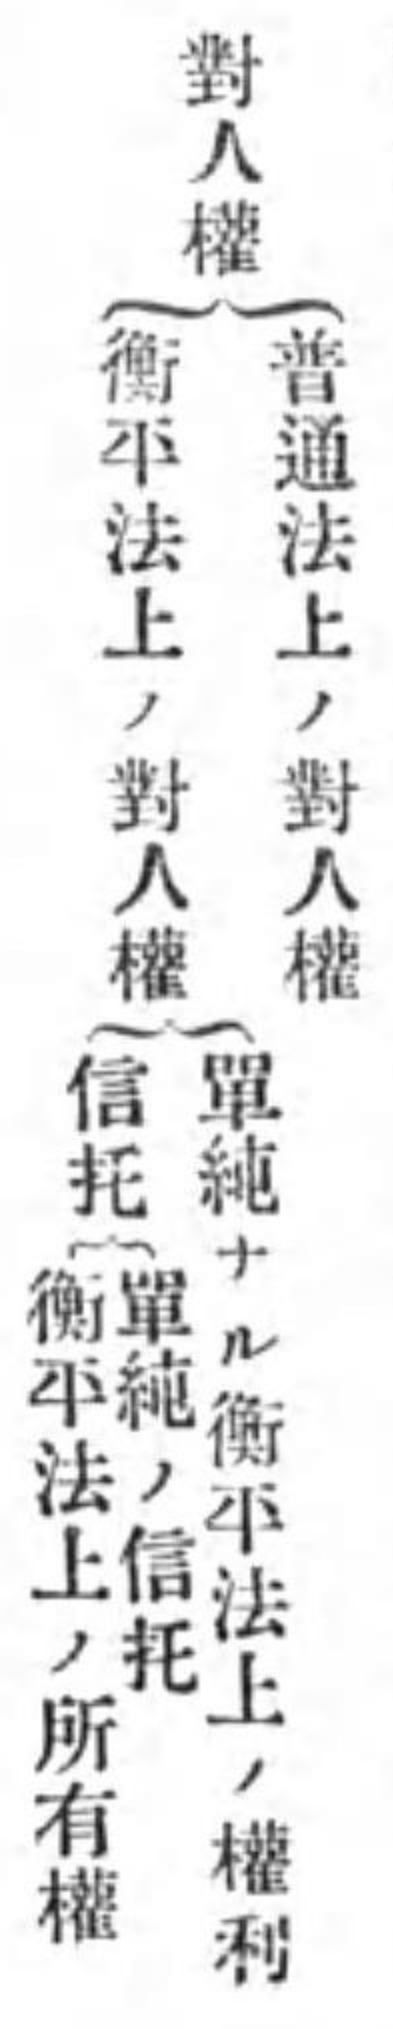 對人權
普通法上ノ對人權
衡平法上ノ對人權
單純ナル衡平法上ノ權利
信托
單純ノ信托
衡平法上ノ所有權